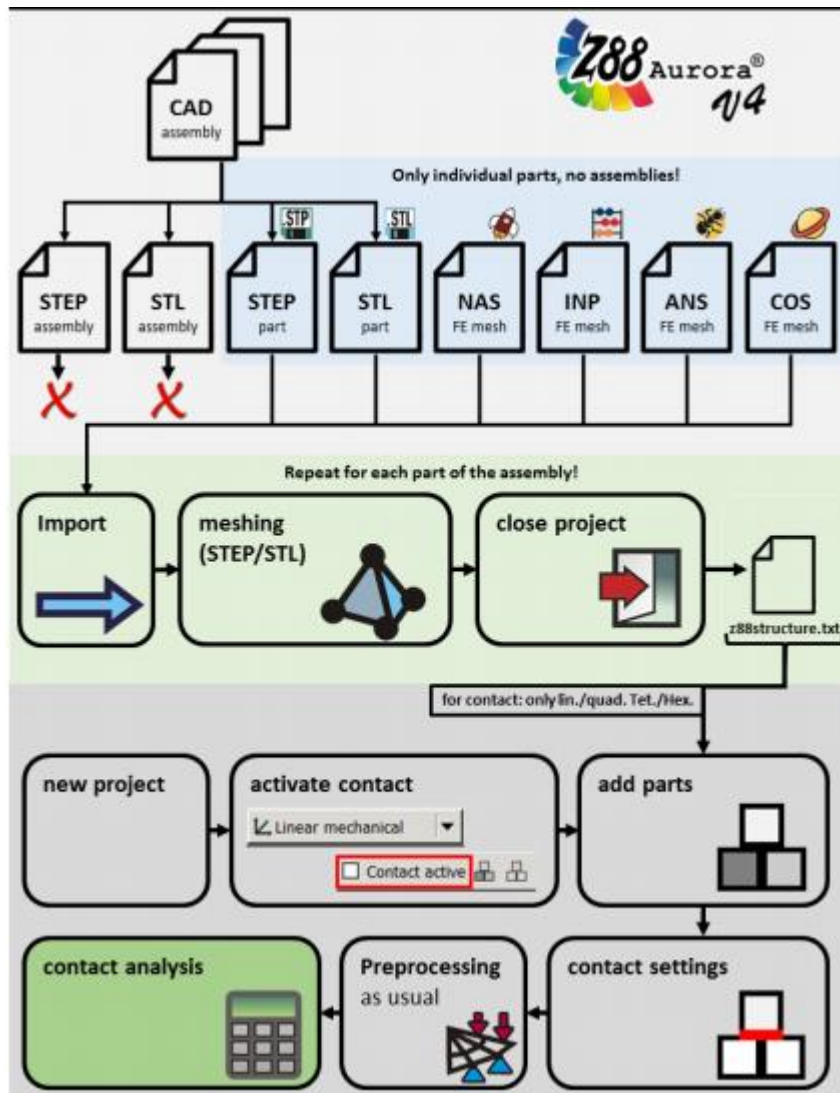 Z88 Aurora®
V4
CAD
assembly
Only individual parts, no assemblies!
.STP
.STL
STEP
assembly
STL
assembly
STEP
part
STL
part
NAS
FE mesh
INP
FE mesh
ANS
FE mesh
COS
FE mesh
Repeat for each part of the assembly!
Import
meshing
(STEP/STL)
close project
z88structure.txt
for contact: only lin./quad. Tet./Hex.
new project
activate contact
Linear mechanical
Contact active
add parts
contact analysis
Preprocessing
as usual
contact settings